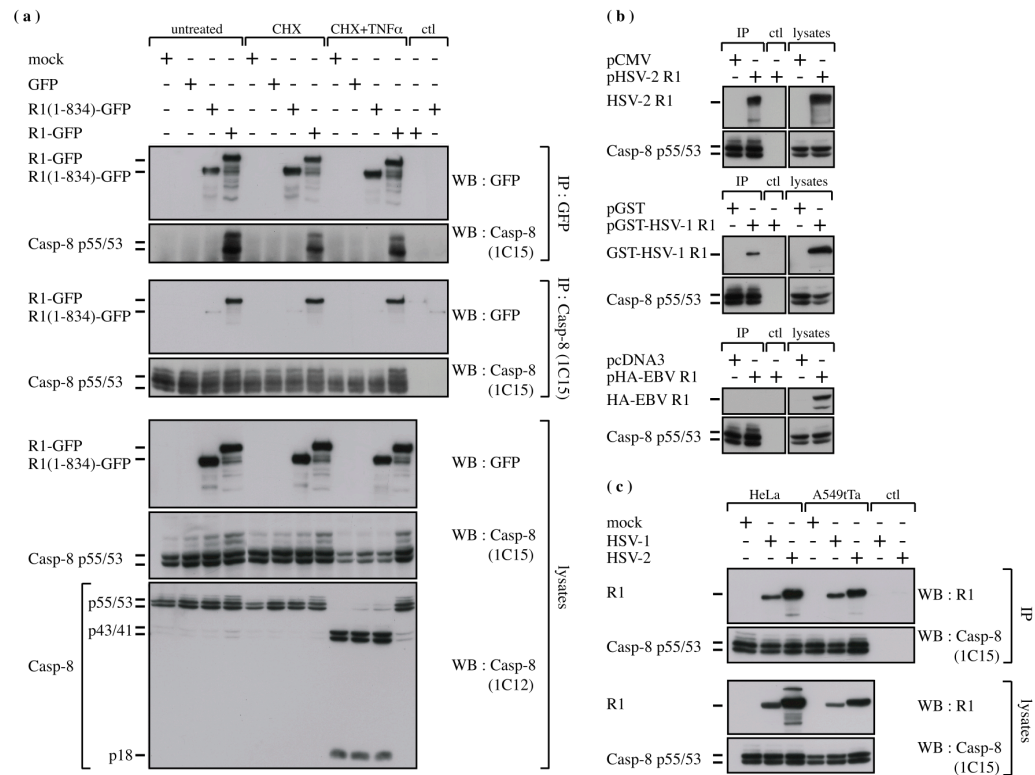 ( a )
untreated CHX CHX+TNFα ctl
mock + - - - + - - - + - - - - -
GFP - + - - - + - - - + - - - -
R1(1-834)-GFP - - + - - - + - - - + - - +
R1-GFP - - - + - - - + - - - + + -
R1-GFP
R1(1-834)-GFP
WB : GFP
Casp-8 p55/53
WB : Casp-8
(1C15)
IP : GFP
R1-GFP
R1(1-834)-GFP
WB : GFP
Casp-8 p55/53
WB : Casp-8
(1C15)
IP : Casp-8 (1C15)
R1-GFP
R1(1-834)-GFP
WB : GFP
Casp-8 p55/53
WB : Casp-8
(1C15)
Casp-8
p55/53
p43/41
p18
WB : Casp-8
(1C12)
lysates
( b )
IP ctl lysates
pCMV + - - + -
pHSV-2 R1 - + + - +
HSV-2 R1
Casp-8 p55/53
IP ctl lysates
pGST + - - + -
pGST-HSV-1 R1 - + + - +
GST-HSV-1 R1
Casp-8 p55/53
IP ctl lysates
pcDNA3 + - - + -
pHA-EBV R1 - + + - +
HA-EBV R1
Casp-8 p55/53
( c )
HeLa A549tTa ctl
mock + - - + - - - -
HSV-1 - + - - + - + -
HSV-2 - - + - - + - +
R1
WB : R1
Casp-8 p55/53
WB : Casp-8
(1C15)
IP
R1
WB : R1
Casp-8 p55/53
WB : Casp-8
(1C15)
lysates